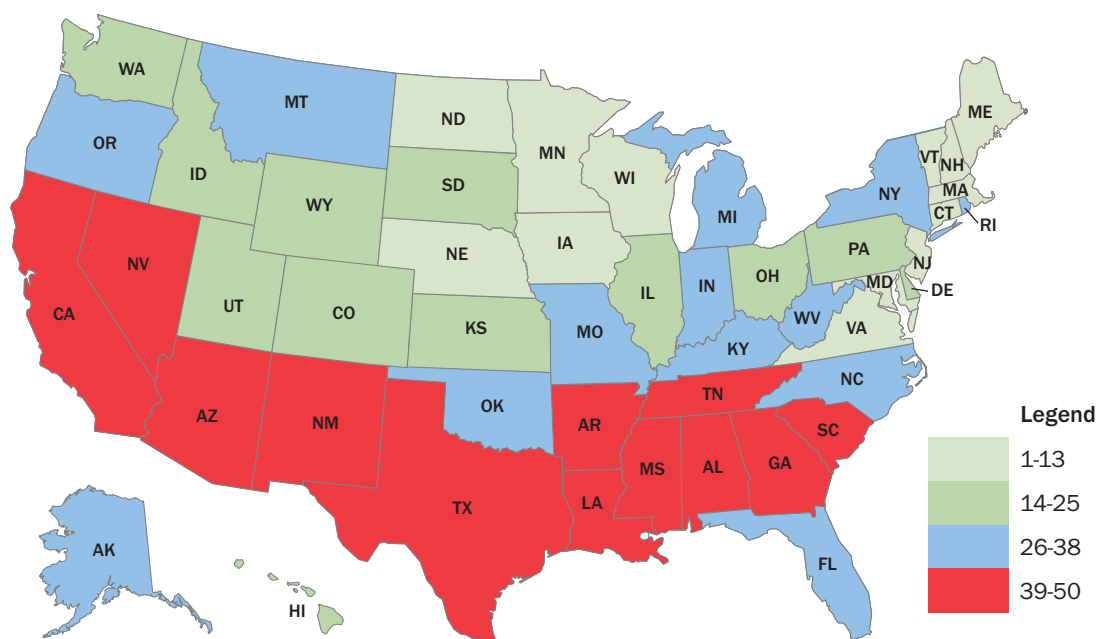 WA
MT
ND
MN
ME
OR
ID
WY
SD
WI
MI
NY
VT
NH
MA
CT
RI
NV
CA
UT
CO
NE
IA
KS
IL
IN
OH
PA
NJ
MD
DE
MO
KY
WV
VA
AZ
NM
OK
AR
TN
NC
TX
LA
MS
AL
GA
SC
AK
HI
FL
Legend
1-13
14-25
26-38
39-50